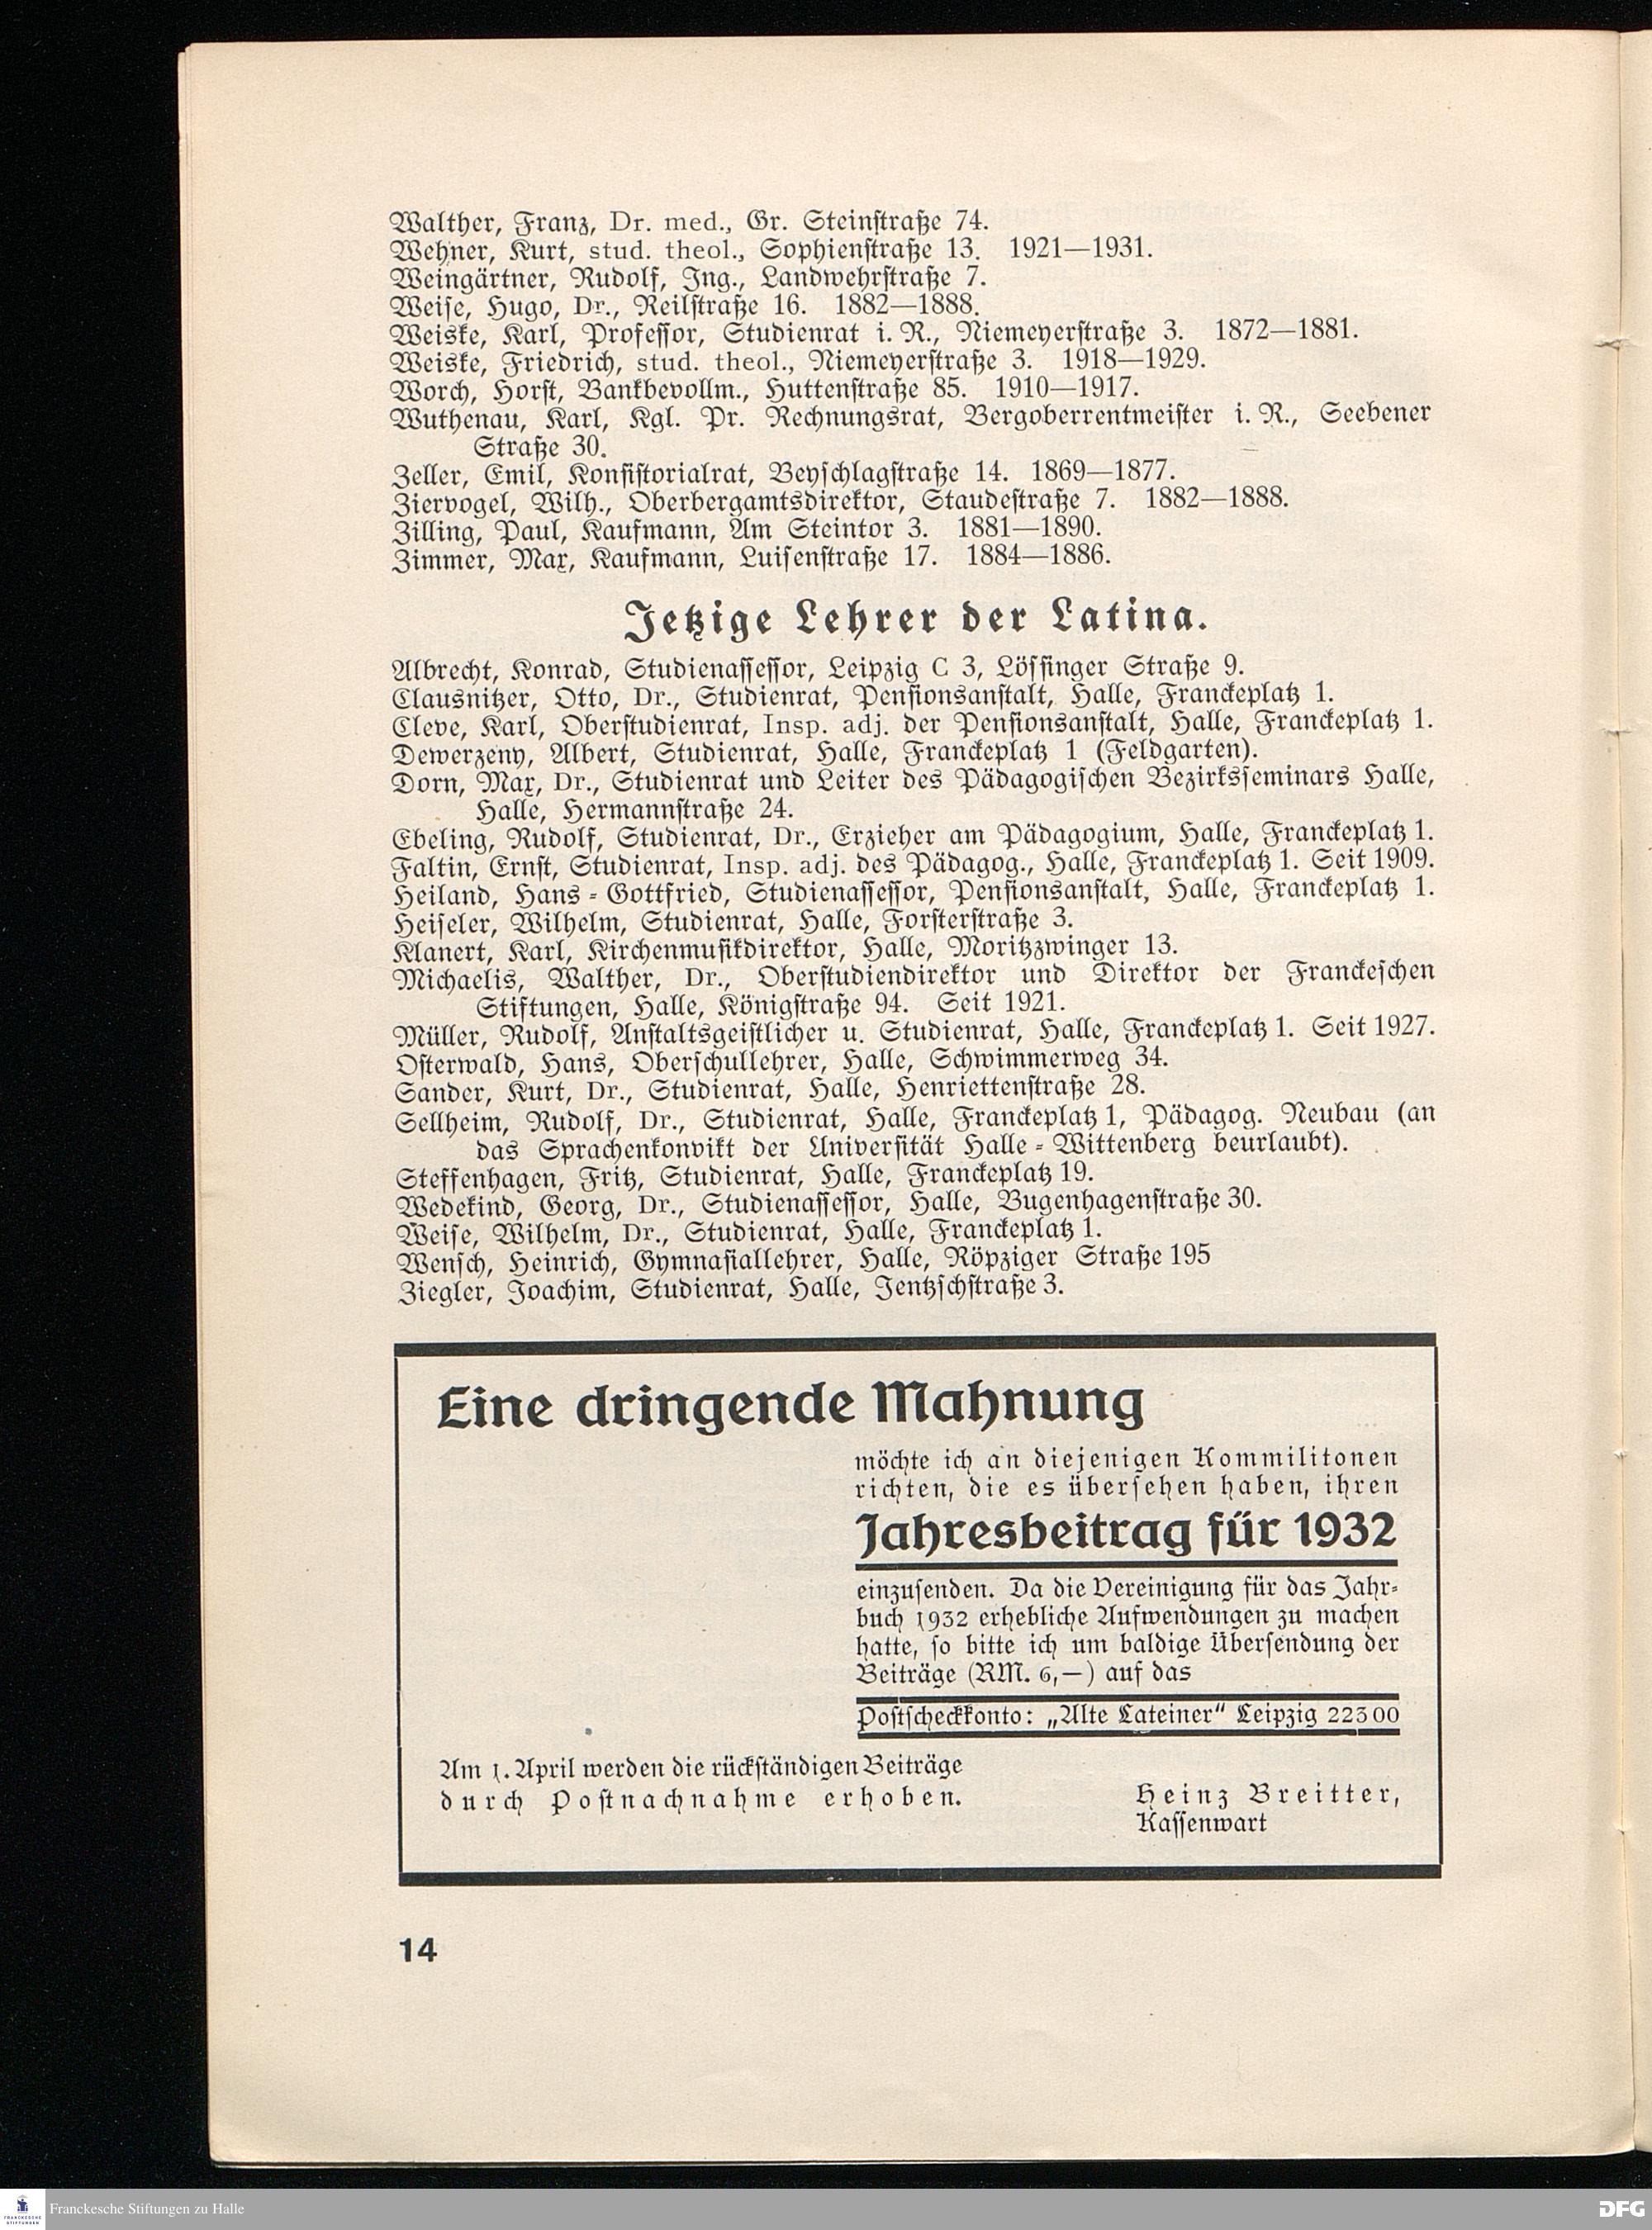 Walther, Franz, Dr. med., Gr. Steinstraße 74.
Wehner, Kurt, stud. theol., Sophienstraße 13. 1921—1931.
Weingärtner, Rudolf, Ing., Landwehrstraße 7.
Weise, Hugo, Dr., Reilstraße 16. 1882—1888.
Weiske, Karl, Professor, Studienrat i. R., Niemeyerstraße 3. 1872—1881.
Weiske, Friedrich, stud. theol., Niemeyerstraße 3. 1918—1929.
Worch, Horst, Bankbevollm., Huttenstraße 85. 1910—1917.
Wuthenau, Karl, Kgl. Pr. Rechnungsrat, Bergoberrentmeister i. R., Seebener
Straße 30.
Zeller, Emil, Konsistorialrat, Beyschlagstraße 14. 1869—1877.
Ziervogel, Wilh., Oberbergamtsdirektor, Staudestraße 7. 1882—1888.
Zilling, Paul, Kaufmann, Am Steintor 3. 1881—1890.
Zimmer, Max, Kaufmann, Luisenstraße 17. 1884—1886.
Jetzige Lehrer der Latina.
Albrecht, Konrad, Studienassessor, Leipzig C 3, Lössinger Straße 9.
Clausnitzer, Otto, Dr., Studienrat, Pensionsanstalt, Halle, Franckeplatz 1.
Cleve, Karl, Oberstudienrat, Insp. adj. der Pensionsanstalt, Halle, Franckeplatz 1.
Dewerzeny, Albert, Studienrat, Halle, Franckeplatz 1 (Feldgarten).
Dorn, Max, Dr., Studienrat und Leiter des Pädagogischen Bezirksseminars Halle,
Halle, Hermannstraße 24.
Ebeling, Rudolf, Studienrat, Dr., Erzieher am Pädagogium, Halle, Franckeplatz 1.
Faltin, Ernst, Studienrat, Insp. adj. des Pädagog., Halle, Franckeplatz 1. Seit 1909.
Heiland, Hans-Gottfried, Studienassessor, Pensionsanstalt, Halle, Franckeplatz 1.
Heiseler, Wilhelm, Studienrat, Halle, Forsterstraße 3.
Klanert, Karl, Kirchenmusikdirektor, Halle, Moritzzwinger 13.
Michaelis, Walther, Dr., Oberstudiendirektor und Direktor der Franckeschen
Stiftungen, Halle, Königstraße 94. Seit 1921.
Müller, Rudolf, Anstaltsgeistlicher u. Studienrat, Halle, Franckeplatz 1. Seit 1927.
Osterwald, Hans, Oberschullehrer, Halle, Schwimmerweg 34.
Sander, Kurt, Dr., Studienrat, Halle, Henriettenstraße 28.
Sellheim, Rudolf, Dr., Studienrat, Halle, Franckeplatz 1, Pädagog. Neubau (an
das Sprachenkonvikt der Universität Halle-Wittenberg beurlaubt).
Steffenhagen, Fritz, Studienrat, Halle, Franckeplatz 19.
Wedekind, Georg, Dr., Studienassessor, Halle, Bugenhagenstraße 30.
Weise, Wilhelm, Dr., Studienrat, Halle, Franckeplatz 1.
Wensch, Heinrich, Gymnasiallehrer, Halle, Röpziger Straße 195
Ziegler, Joachim, Studienrat, Halle, Jentzschstraße 3.
Eine dringende Mahnung
möchte ich an diejenigen Kommilitonen
richten, die es übersehen haben, ihren
Jahresbeitrag für 1932
einzusenden. Da die Vereinigung für das Jahr-
buch 1932 erhebliche Aufwendungen zu machen
hatte, so bitte ich um baldige Übersendung der
Beiträge (RM. 6,—) auf das
Postscheckkonto: „Alte Lateiner“ Leipzig 22300
Am 1. April werden die rückständigen Beiträge
durch Postnachnahme erhoben.
Heinz Breitter,
Kassenwart
14
Franckesche Stiftungen zu Halle
DFG